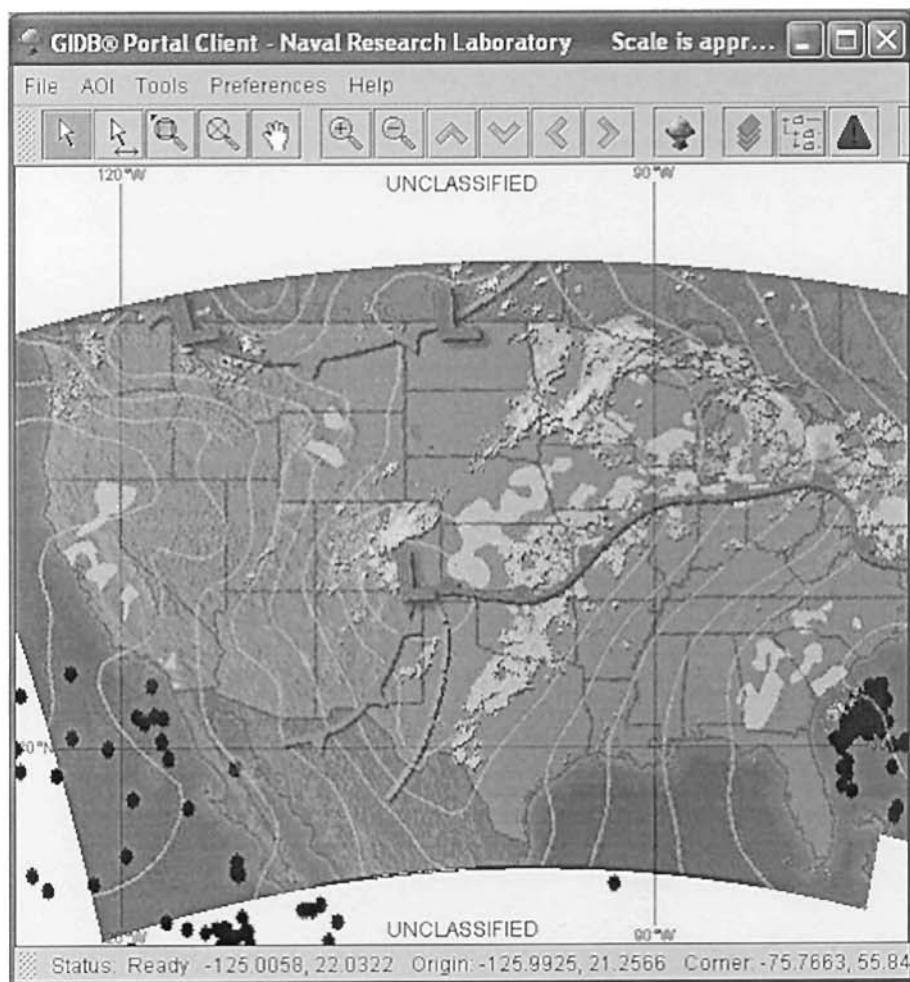 GIDB® Portal Client - Naval Research Laboratory Scale is appr...
File AOI Tools Preferences Help
120°W 90°W
UNCLASSIFIED
UNCLASSIFIED
90°W
Status: Ready -125.0058, 22.0322 Origin: -125.9925, 21.2566 Corner: -75.7663, 55.84